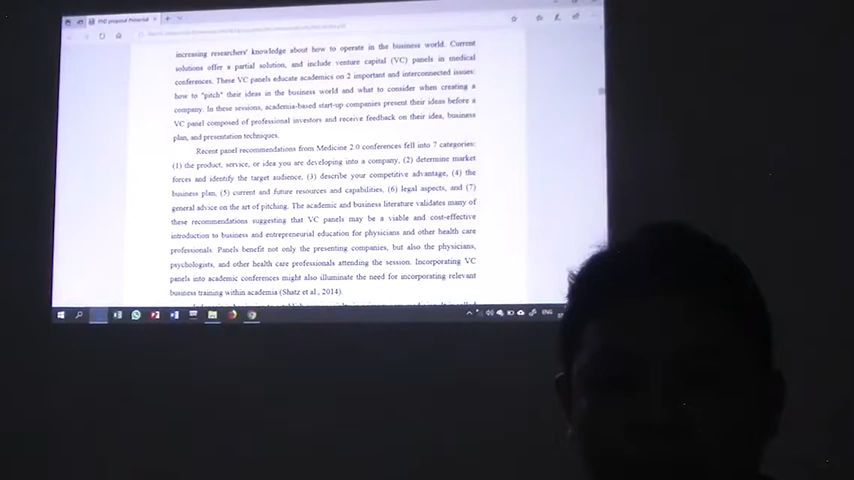 PhD proposal
increasing researchers' knowledge about how to operate in the business world. Current
solutions offer a partial solution, and include venture capital (VC) panels in medical
conferences. These VC panels educate academics on 2 important and interconnected issues:
how to "pitch" their ideas in the business world and what to consider when creating a
company. In these sessions, academia-based start-up companies present their ideas before a
VC panel composed of professional investors and receive feedback on their idea, business
plan, and presentation techniques.
Recent panel recommendations from Medicine 2.0 conferences fell into 7 categories:
(1) the product, service, or idea you are developing into a company, (2) determine market
forces and identify the target audience, (3) describe your competitive advantage, (4) the
business plan, (5) current and future resources and capabilities, (6) legal aspects, and (7)
general advice on the art of pitching. The academic and business literature validates many of
these recommendations suggesting that VC panels may be a viable and cost-effective
introduction to business and entrepreneurial education for physicians and other health care
professionals. Panels benefit not only the presenting companies, but also the physicians,
psychologists, and other health care professionals attending the session. Incorporating VC
panels into academic conferences might also illuminate the need for incorporating relevant
business training within academia (Shatz et al., 2014).
ENG